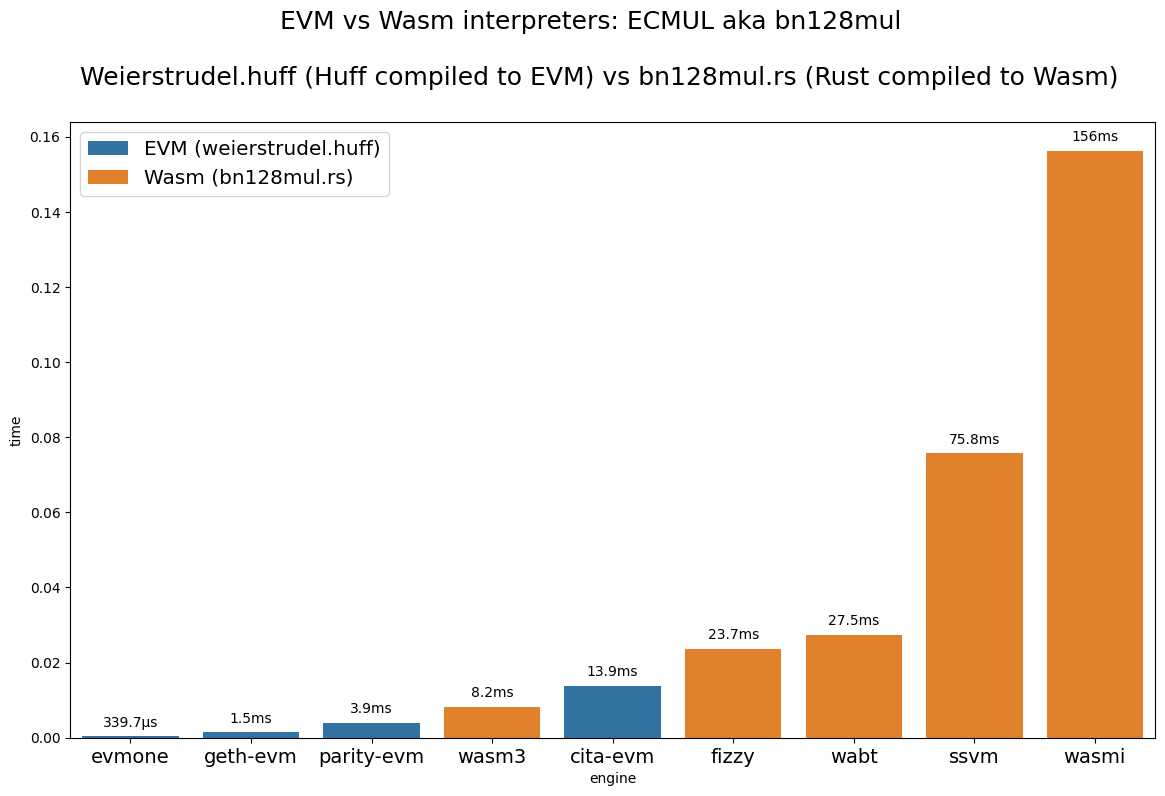 EVM vs Wasm interpreters: ECMUL aka bn128mul
Weierstrudel.huff (Huff compiled to EVM) vs bn128mul.rs (Rust compiled to Wasm)
EVM (weierstrudel.huff)
Wasm (bn128mul.rs)
time
0.16
0.14
0.12
0.10
0.08
0.06
0.04
0.02
0.00
339.7µs
1.5ms
3.9ms
8.2ms
13.9ms
23.7ms
27.5ms
75.8ms
156ms
evmone geth-evm parity-evm wasm3 cita-evm fizzy wabt ssvm wasmi
engine